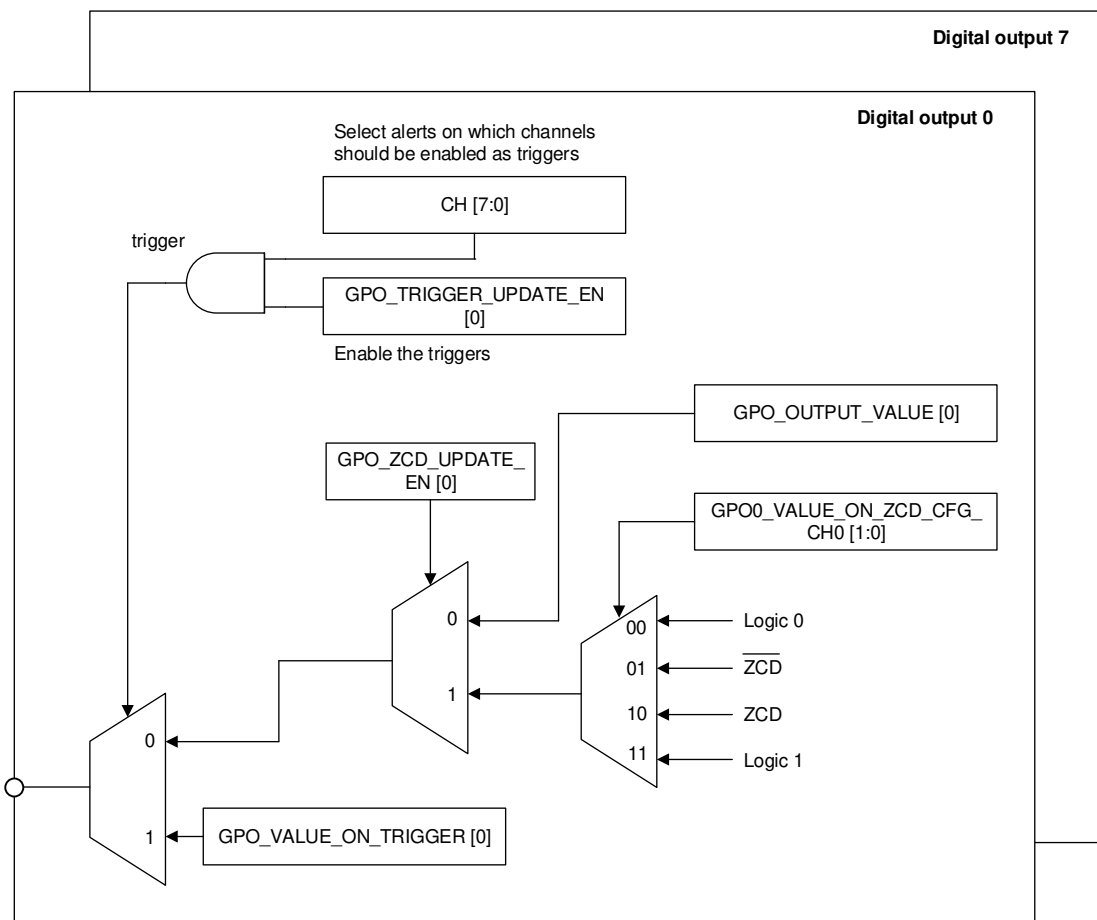 Digital output 7
Digital output 0
Select alerts on which channels
should be enabled as triggers
CH [7:0]
trigger
GPO_TRIGGER_UPDATE_EN
[0]
Enable the triggers
GPO_OUTPUT_VALUE [0]
GPO_ZCD_UPDATE_
EN [0]
GPO0_VALUE_ON_ZCD_CFG_
CH0 [1:0]
0
1
00
01
10
11
Logic 0
Z̅C̅D̅
ZCD
Logic 1
0
1
GPO_VALUE_ON_TRIGGER [0]